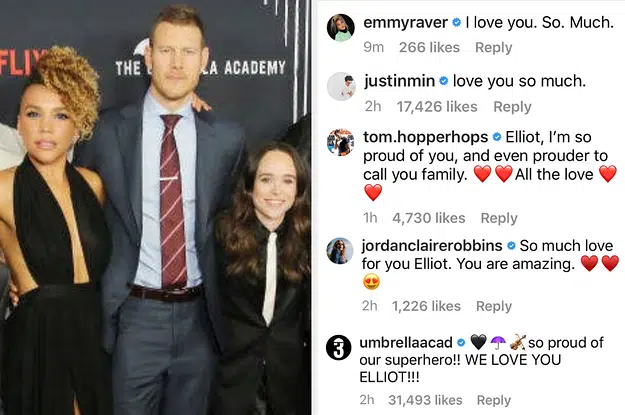 FLIX
THE LA ACADEMY
emmyraver I love you. So. Much.
9m 266 likes Reply
justinmin love you so much.
2h 17,426 likes Reply
tom.hopperhops Elliot, I'm so
proud of you, and even prouder to
call you family. ❤️❤️All the love ❤️
❤️
1h 4,730 likes Reply
jordanclairerobbins So much love
for you Elliot. You are amazing. ❤️❤️
😍
2h 1,226 likes Reply
3
umbrellaacad 🖤☂️🎻so proud of
our superhero!! WE LOVE YOU
ELLIOT!!!
2h 31,493 likes Reply